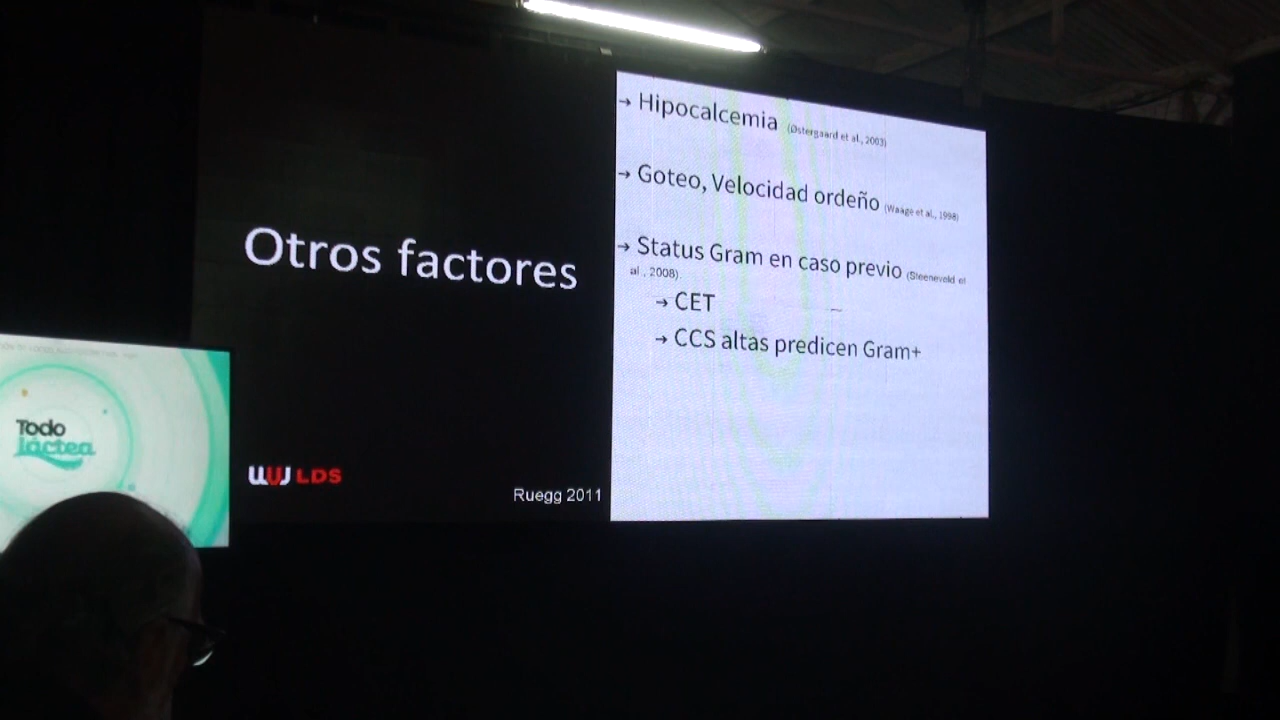 Otros factores
LDS
Ruegg 2011
→ Hipocalcemia (Østergaard et al., 2003)
→ Goteo, Velocidad ordeño (Waage et al., 1998)
→ Status Gram en caso previo (Steeneveld et
al., 2008).
→ CET
→ CCS altas predicen Gram+
Todo
láctea